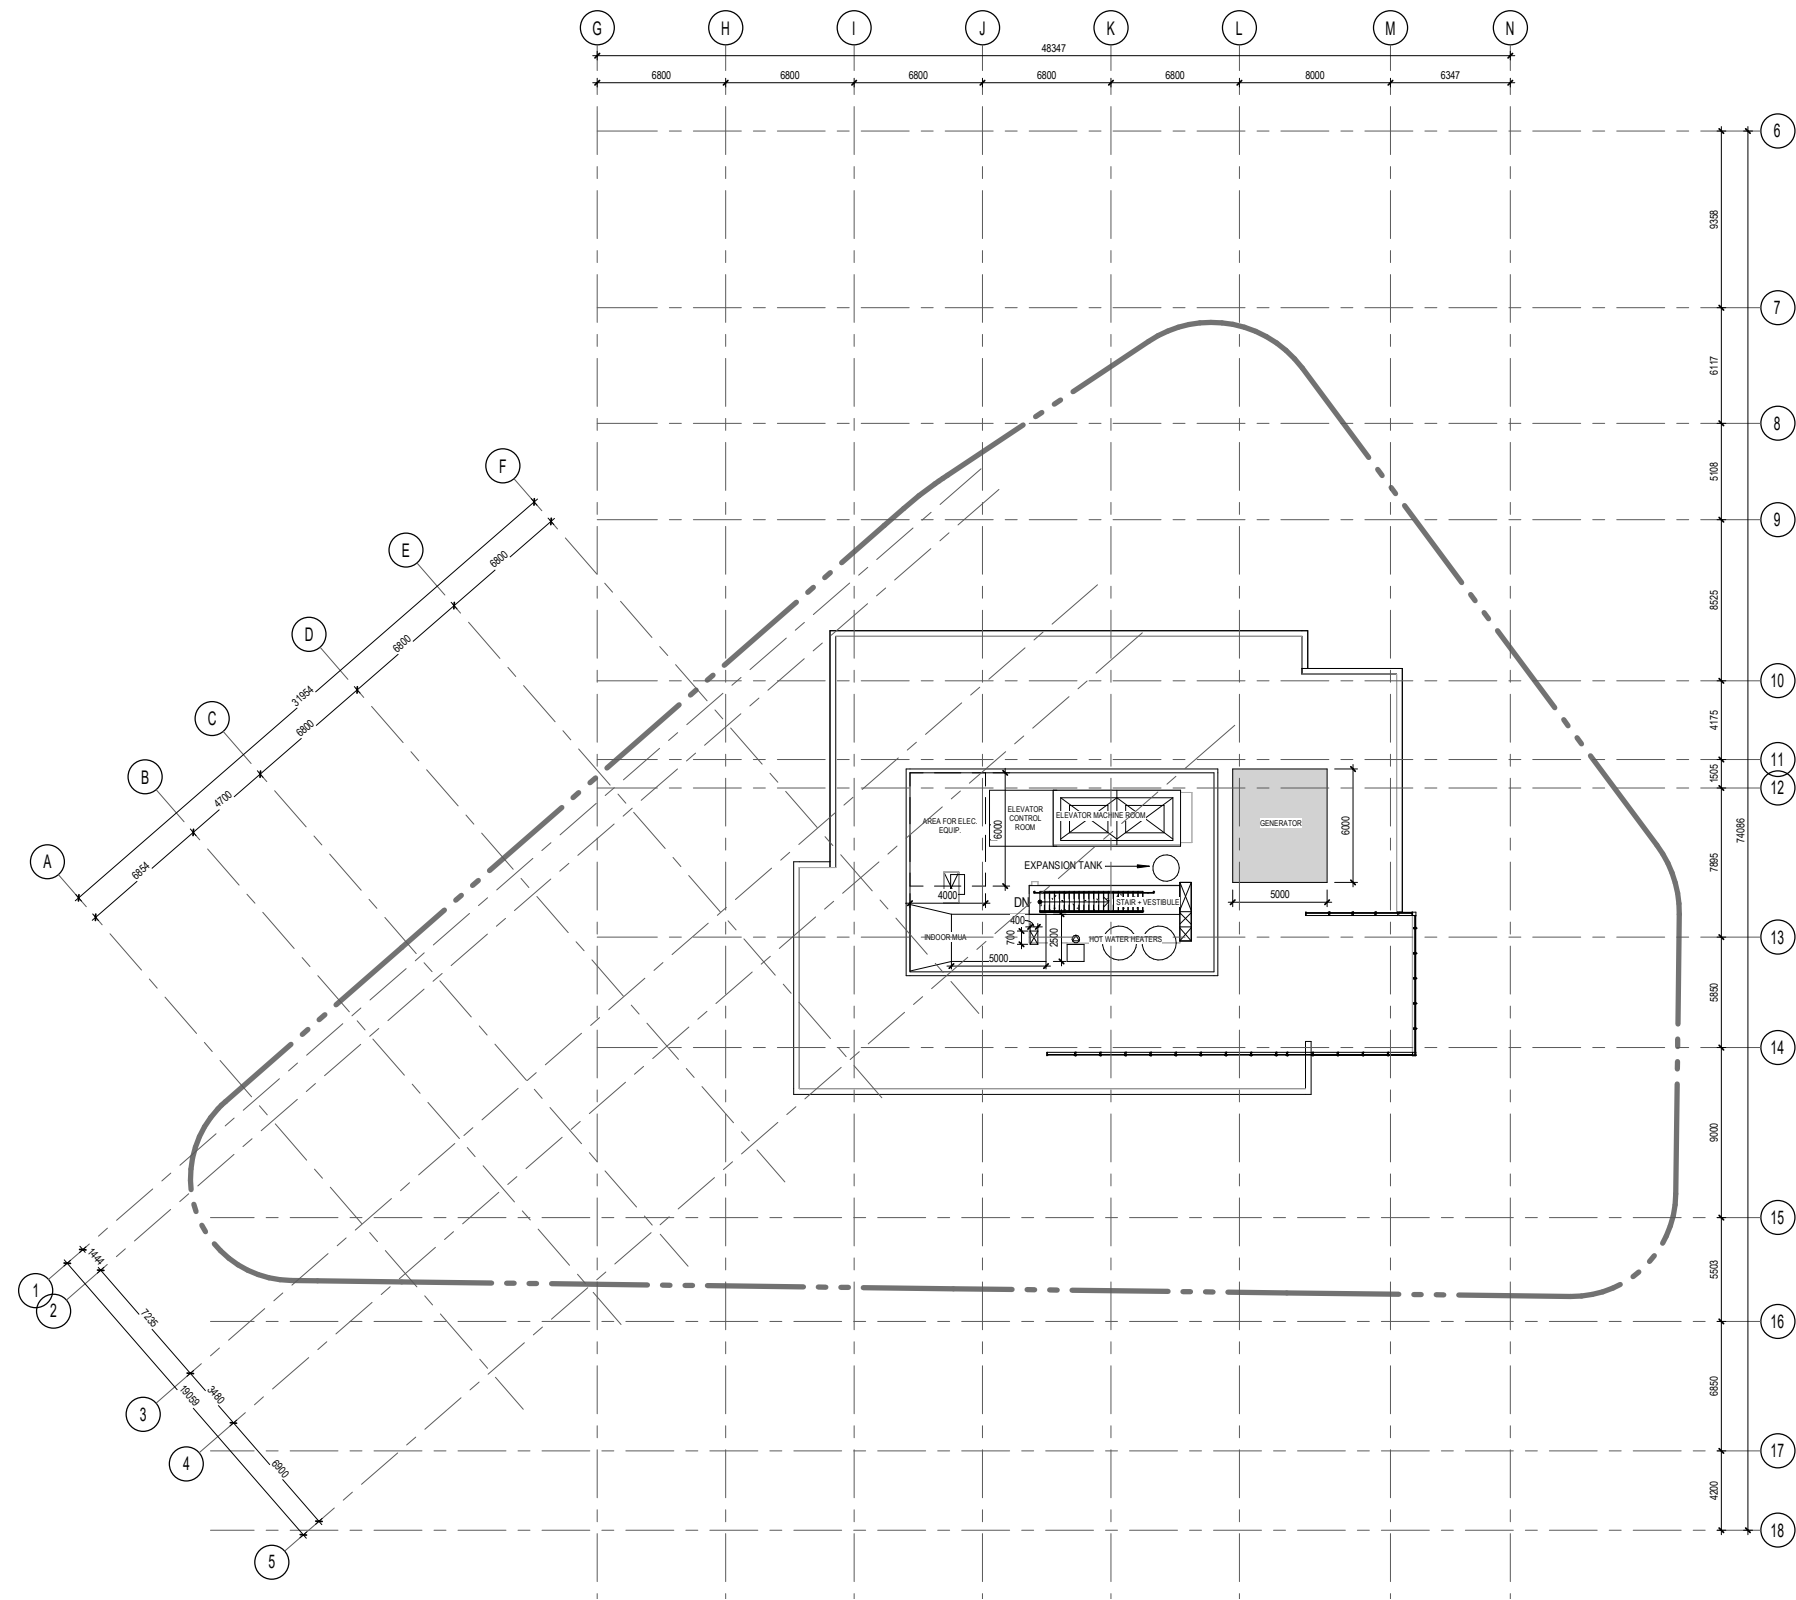 G H I J K L M N
48347
6800 6800 6800 6800 6800 8000 6347
6
9358
7
6117
8
5108
9
8525
10
4175
11
1505
12
7895
74086
13
5850
14
9000
15
5503
16
6850
17
4200
18
F
E
D
C
B
A
6800
6800
6800
4700
6854
31954
1
2
3
4
5
1444
7235
3480
6900
19059
AREA FOR ELEC.
EQUIP.
6000
4000
ELEVATOR
CONTROL
ROOM
ELEVATOR MACHINE ROOM
GENERATOR
6000
5000
EXPANSION TANK
DN
STAIR + VESTIBULE
400
700
2500
INDOOR MUA
HOT WATER HEATERS
5000